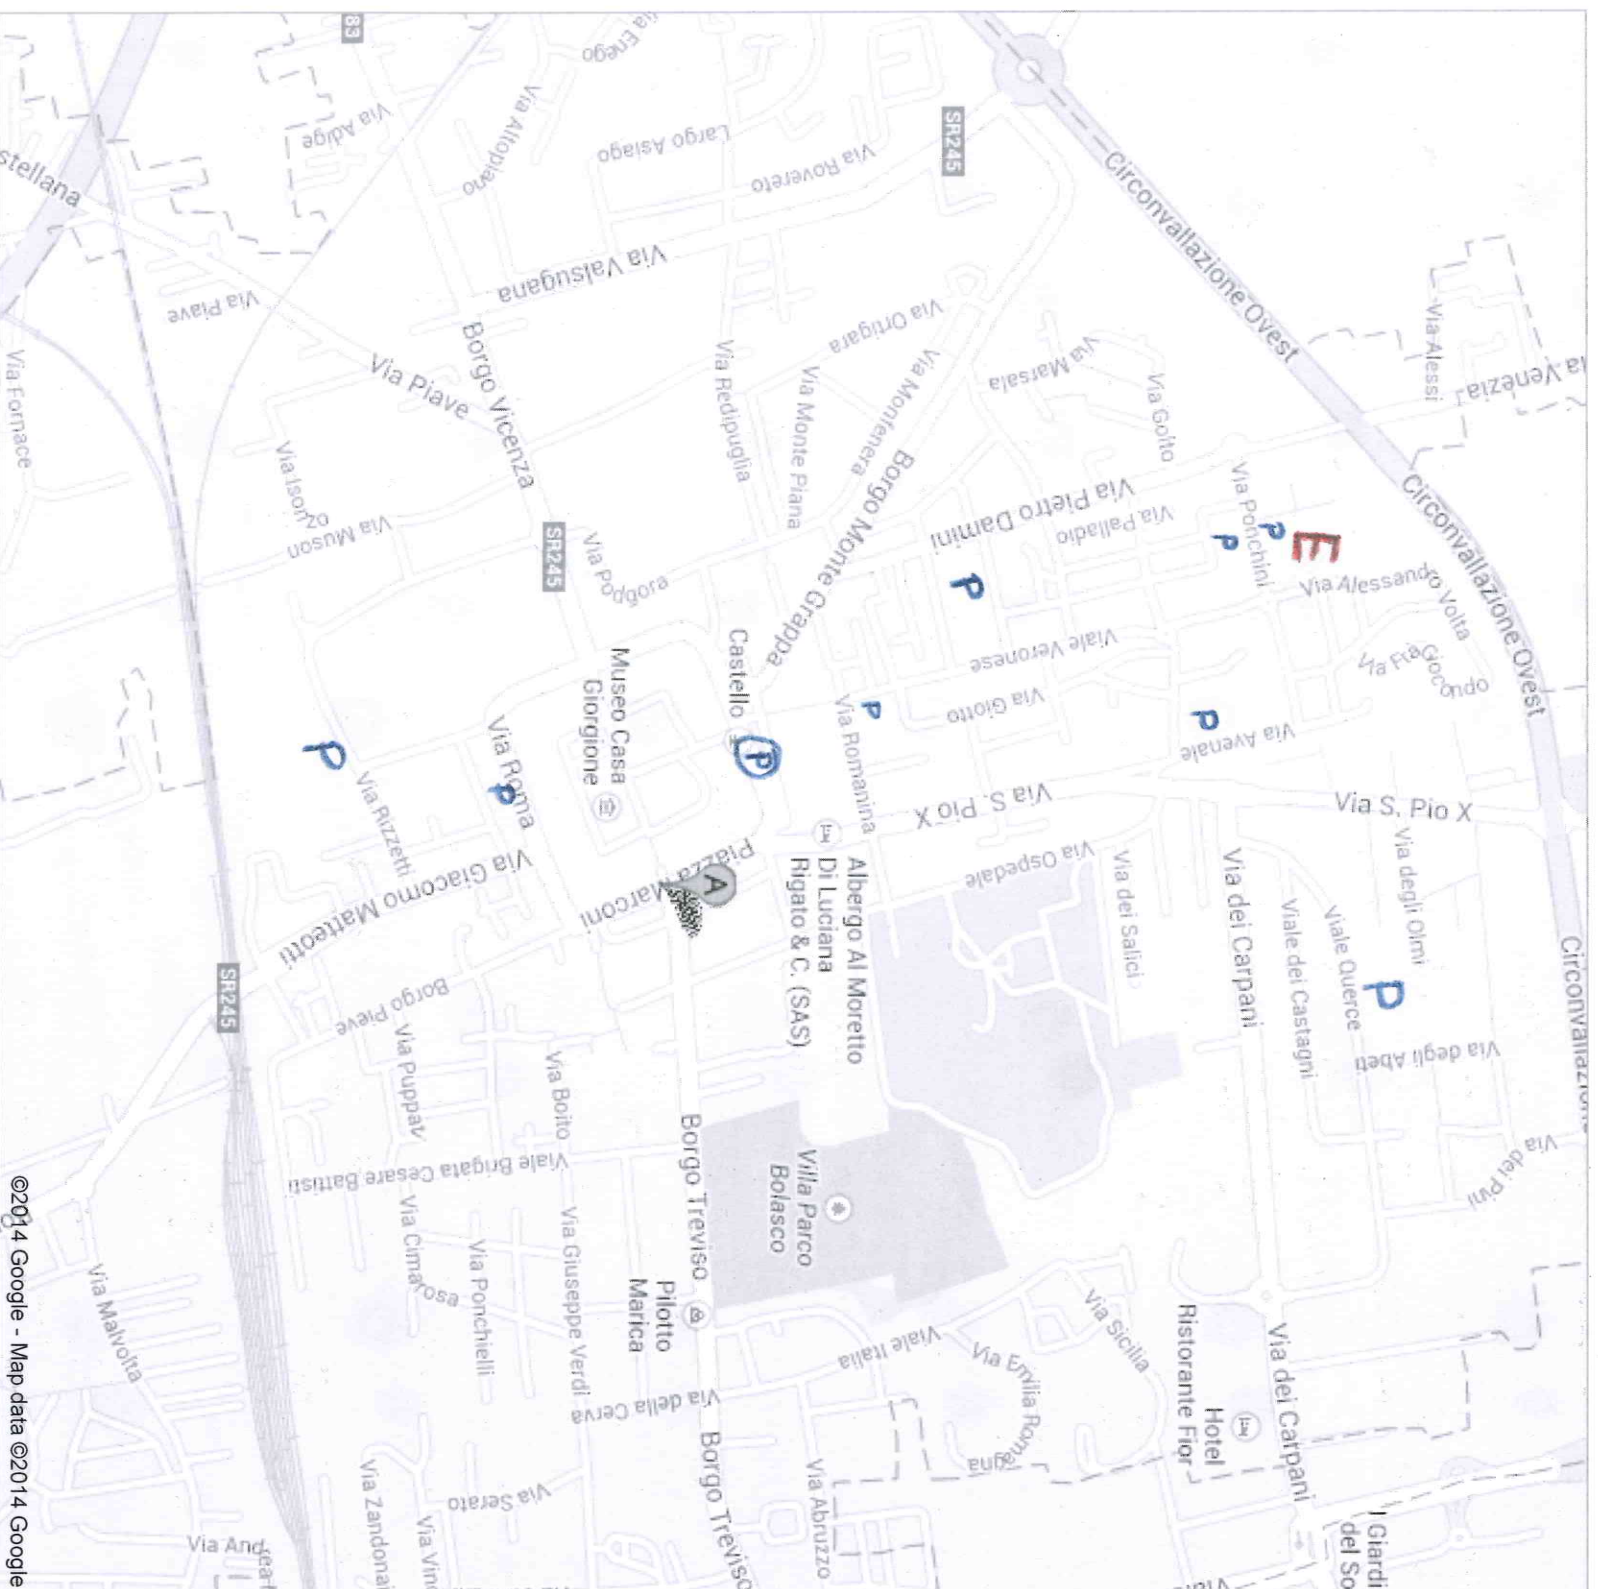 Circonvallazione Ovest
Circonvallazione Ovest
SR245
SR245
SR245
83
Via Enego
Via Adige
Via Altopiano
Largo Asiago
Via Rovereto
Via Valsugana
Via Piave
Via Piave
Via Fornace
Borgo Vicenza
Via Redipuglia
Via Monte Piana
Via Ortigara
Via Monfenera
Borgo Monte Grappa
Via Marsala
Via Goito
Via Alessi
Via Pietro Damini
Via Palladio
Via Ponchini
P
P
E
Via Alessandro Volta
Via Fra Giocondo
P
Viale Veronese
Via Giotto
P
Via Romanina
P
Via Avenale
Via S. Pio X
Via S. Pio X
Via Isonzo
Via Muson
Via Podgora
Museo Casa
Giorgione
Castello
P
P
Via Roma
P
Via Rizzetti
Via Giacomo Matteotti
Piazza Marconi
A
Albergo Al Moretto
Di Luciana
Rigato & C. (SAS)
Via Ospedale
Via dei Salici
Via dei Carpani
Viale dei Castagni
Viale Querce
Via degli Olmi
P
Via degli Abeti
Via dei Pini
Borgo Pieve
Via Boito
Viale Brigata Cesare Battisti
Via Cimarosa
Via Ponchielli
Via Giuseppe Verdi
Borgo Treviso
Villa Parco
Bolasco
Pilotto
Marica
Via Malvolta
Viale Italia
Via Emilia Romagna
Via Sicilia
Hotel
Ristorante Fior
Via dei Carpani
Via della Cerva
Borgo Treviso
Via Serato
Via Abruzzo
©2014 Google - Map data ©2014 Google